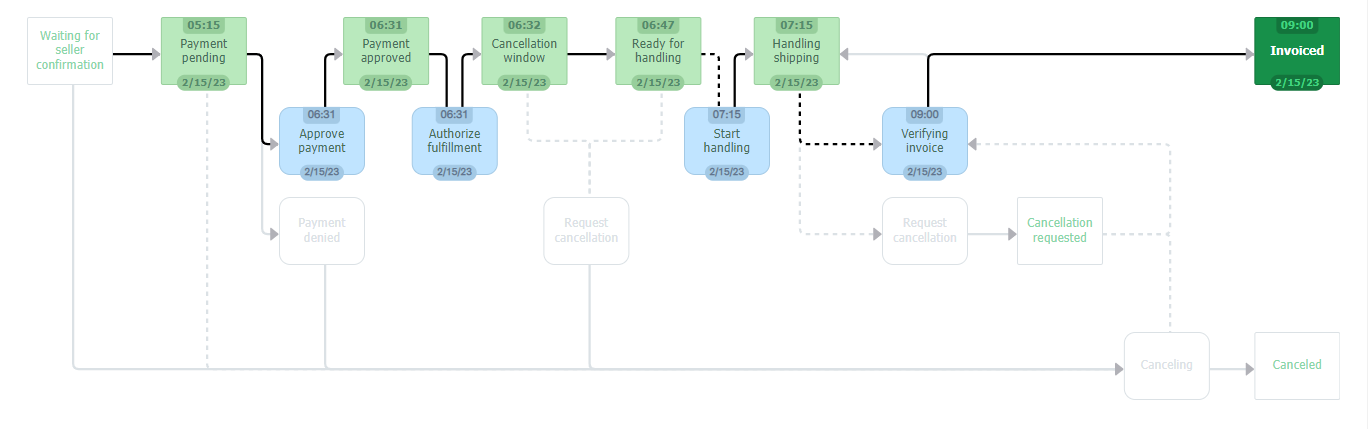 Waiting for
seller
confirmation
05:15
Payment
pending
2/15/23
06:31
Payment
approved
2/15/23
06:32
Cancellation
window
2/15/23
06:47
Ready for
handling
2/15/23
07:15
Handling
shipping
2/15/23
09:00
Invoiced
2/15/23
06:31
Approve
payment
2/15/23
06:31
Authorize
fulfillment
2/15/23
07:15
Start
handling
2/15/23
09:00
Verifying
invoice
2/15/23
Payment
denied
Request
cancellation
Request
cancellation
Cancellation
requested
Canceling
Canceled